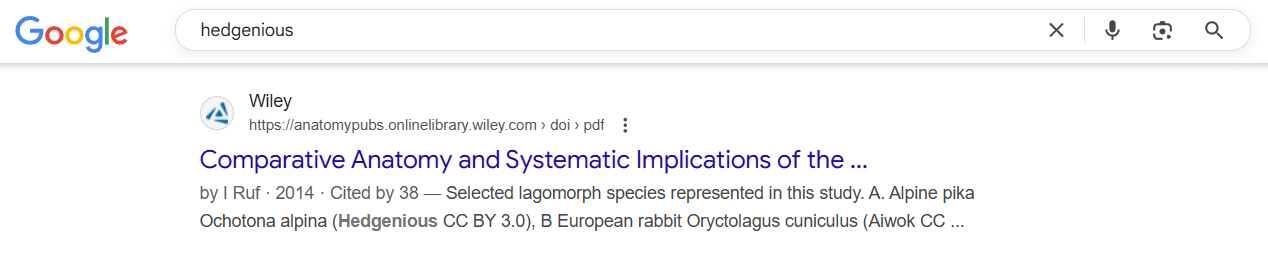 Google
hedgenious
Wiley
https://anatomypubs.onlinelibrary.wiley.com › doi › pdf
Comparative Anatomy and Systematic Implications of the ...
by I Ruf · 2014 · Cited by 38 — Selected lagomorph species represented in this study. A. Alpine pika
Ochotona alpina (Hedgenious CC BY 3.0), B European rabbit Oryctolagus cuniculus (Aiwok CC ...